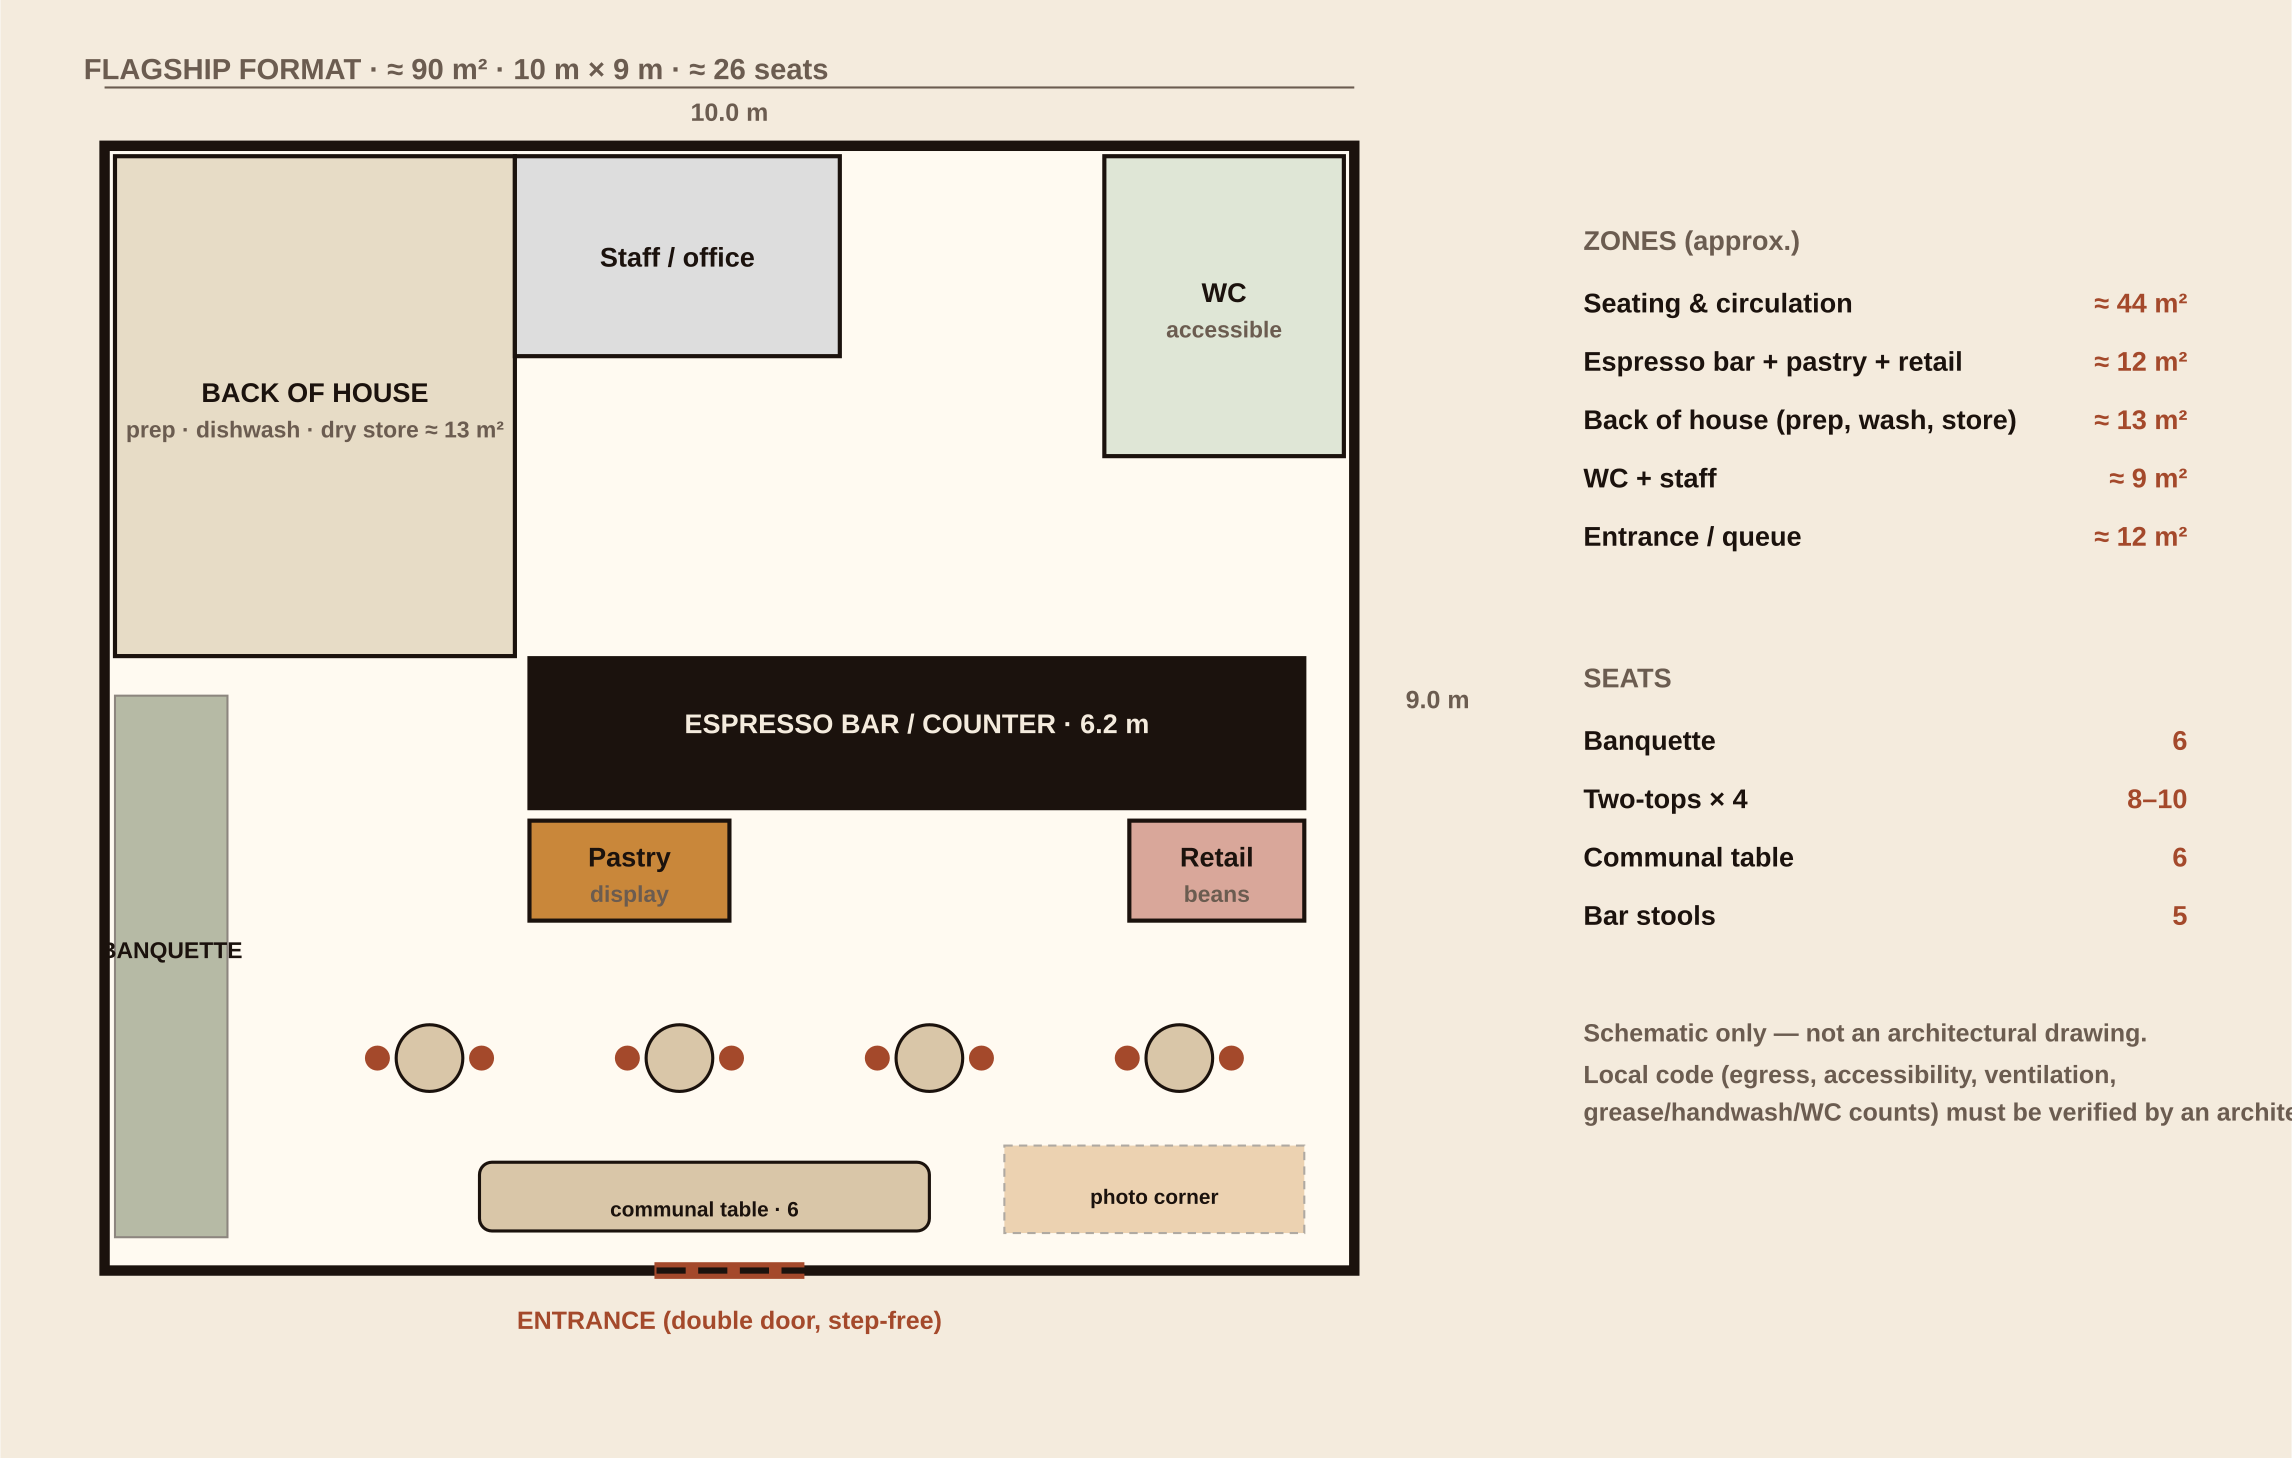 FLAGSHIP FORMAT · ≈ 90 m² · 10 m × 9 m · ≈ 26 seats
10.0 m
BACK OF HOUSE
prep · dishwash · dry store ≈ 13 m²
Staff / office
WC
accessible
ESPRESSO BAR / COUNTER · 6.2 m
Pastry
display
Retail
beans
BANQUETTE
communal table · 6
photo corner
ENTRANCE (double door, step-free)
9.0 m
ZONES (approx.)
Seating & circulation ≈ 44 m²
Espresso bar + pastry + retail ≈ 12 m²
Back of house (prep, wash, store) ≈ 13 m²
WC + staff ≈ 9 m²
Entrance / queue ≈ 12 m²
SEATS
Banquette 6
Two-tops × 4 8–10
Communal table 6
Bar stools 5
Schematic only — not an architectural drawing.
Local code (egress, accessibility, ventilation,
grease/handwash/WC counts) must be verified by an